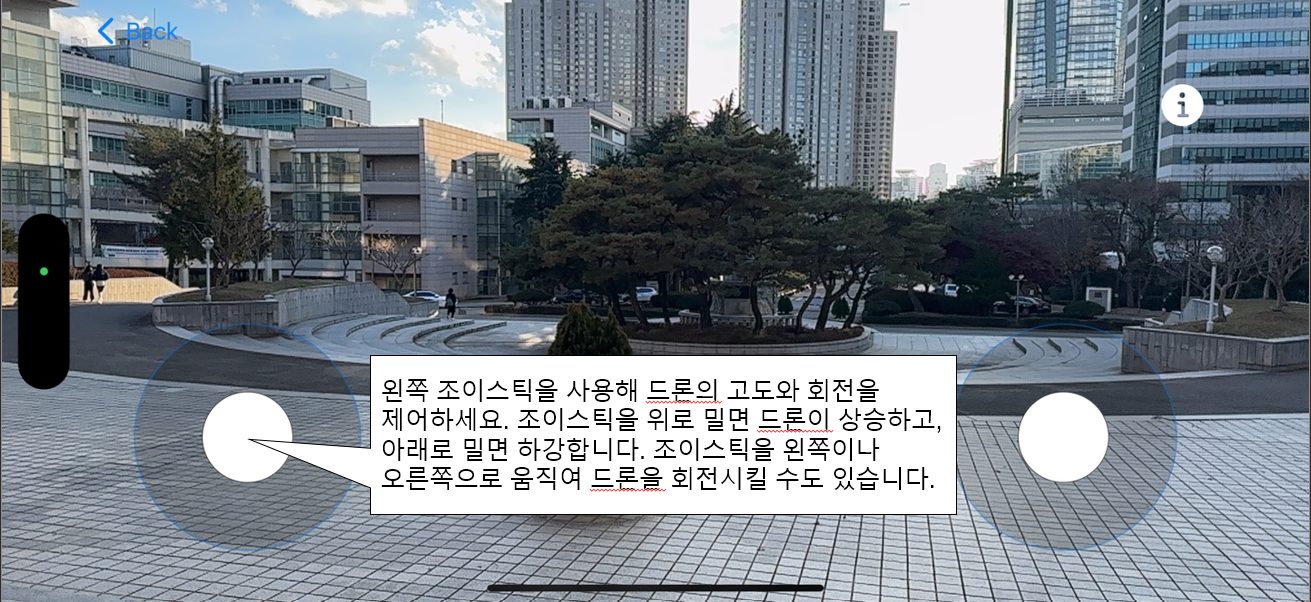 Back
왼쪽 조이스틱을 사용해 드론의 고도와 회전을
제어하세요. 조이스틱을 위로 밀면 드론이 상승하고,
아래로 밀면 하강합니다. 조이스틱을 왼쪽이나
오른쪽으로 움직여 드론을 회전시킬 수도 있습니다.